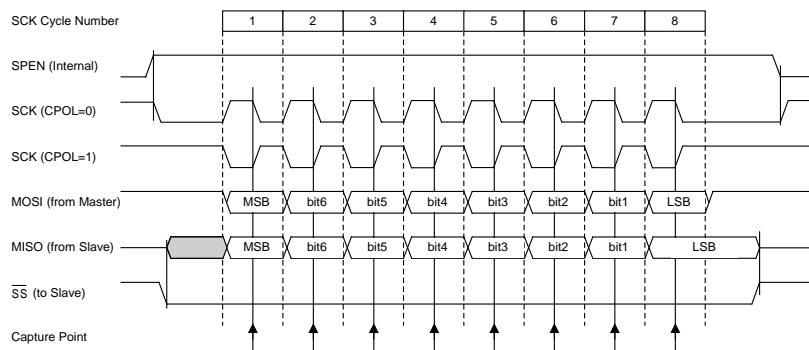 SCK Cycle Number 1 2 3 4 5 6 7 8
SPEN (Internal)
SCK (CPOL=0)
SCK (CPOL=1)
MOSI (from Master) MSB bit6 bit5 bit4 bit3 bit2 bit1 LSB
MISO (from Slave) MSB bit6 bit5 bit4 bit3 bit2 bit1 LSB
SS (to Slave)
Capture Point